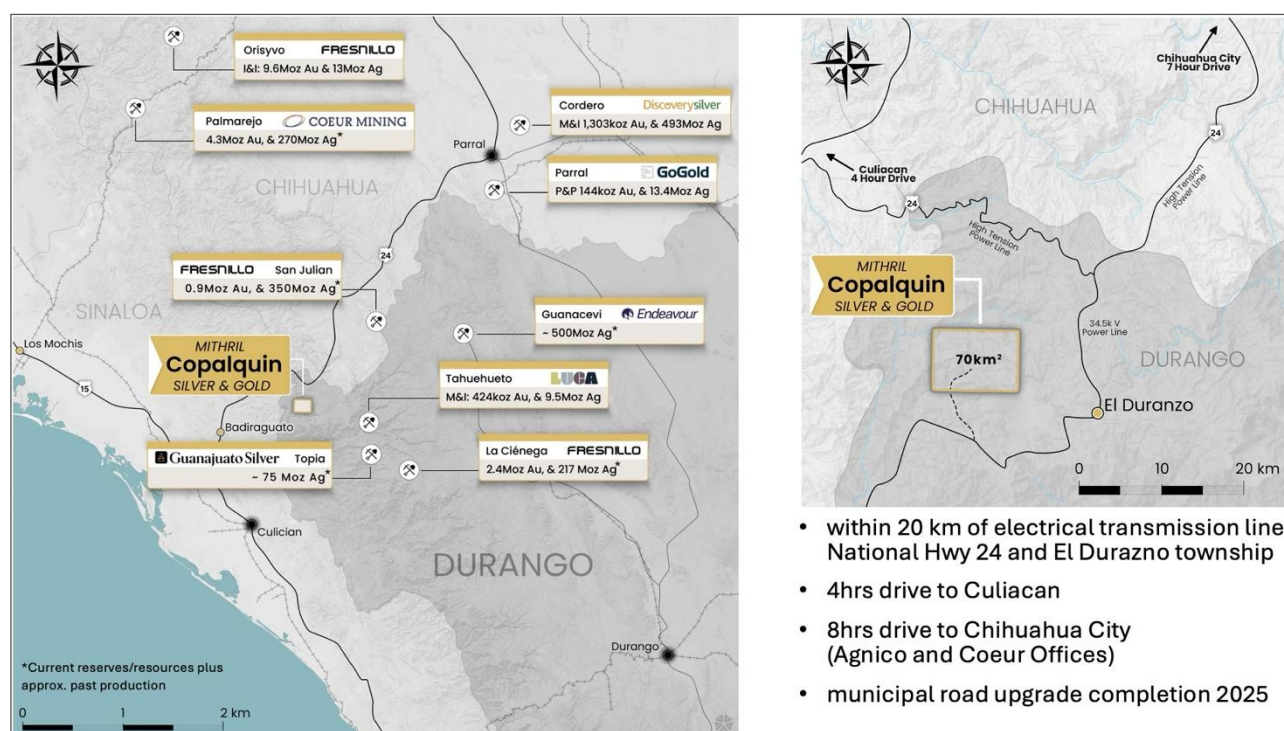 Orisyvo FRESNILLO
I&I: 9.6Moz Au & 13Moz Ag
Palmarejo COEUR MINING
4.3Moz Au, & 270Moz Ag*
Cordero Discoverysilver
M&I 1,303koz Au, & 493Moz Ag
Parral
Parral GoGold
P&P 144koz Au, & 13.4Moz Ag
CHIHUAHUA
24
FRESNILLO San Julian
0.9Moz Au, & 350Moz Ag*
SINALOA
Guanacevi Endeavour
~ 500Moz Ag*
Los Mochis
MITHRIL
Copalquin
SILVER & GOLD
15
Tahuehueto LUCA
M&I: 424koz Au, & 9.5Moz Ag
Badiraguato
Guanajuato Silver Topia
~ 75 Moz Ag*
La Ciénega FRESNILLO
2.4Moz Au, & 217 Moz Ag*
Culician
DURANGO
Durango
*Current reserves/resources plus
approx. past production
0 1 2 km
Chihuahua City
7 Hour Drive
CHIHUAHUA
24
Culiacan
4 Hour Drive
24
High Tension
Power Line
High Tension
Power Line
MITHRIL
Copalquin
SILVER & GOLD
34.5k V
Power Line
70km²
DURANGO
El Duranzo
0 10 20 km
• within 20 km of electrical transmission line
National Hwy 24 and El Durazno township
• 4hrs drive to Culiacan
• 8hrs drive to Chihuahua City
(Agnico and Coeur Offices)
• municipal road upgrade completion 2025